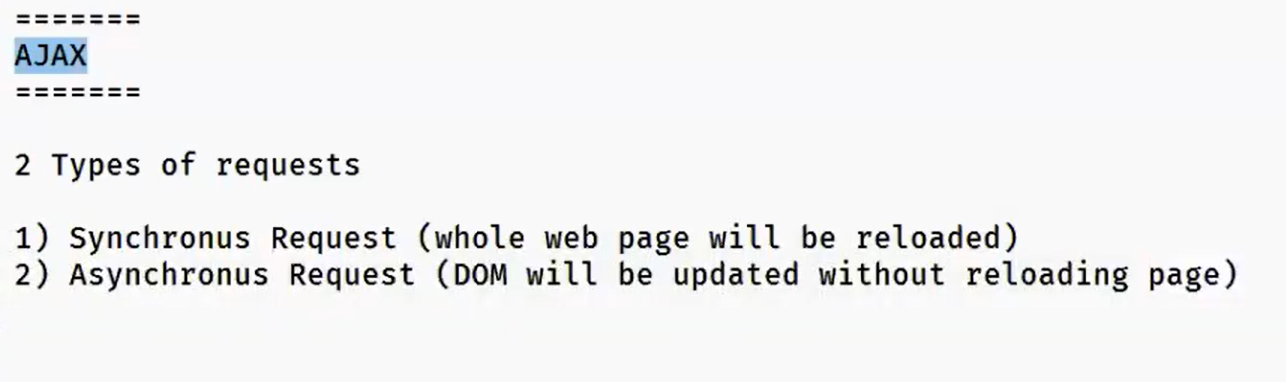 =======
AJAX
=======
2 Types of requests
1) Synchronus Request (whole web page will be reloaded)
2) Asynchronus Request (DOM will be updated without reloading page)